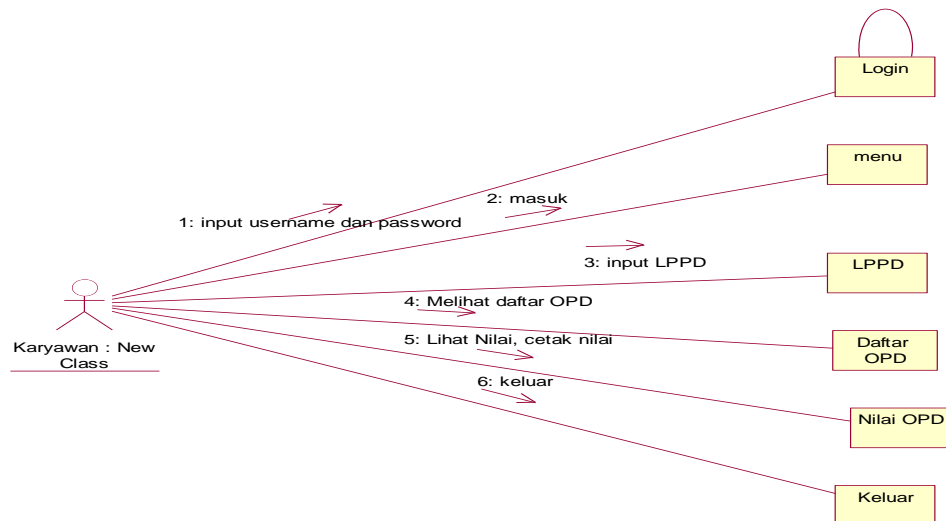 Login
menu
2: masuk
1: input username dan password
3: input LPPD
LPPD
4: Melihat daftar OPD
5: Lihat Nilai, cetak nilai
Daftar
OPD
Karyawan : New
Class
6: keluar
Nilai OPD
Keluar